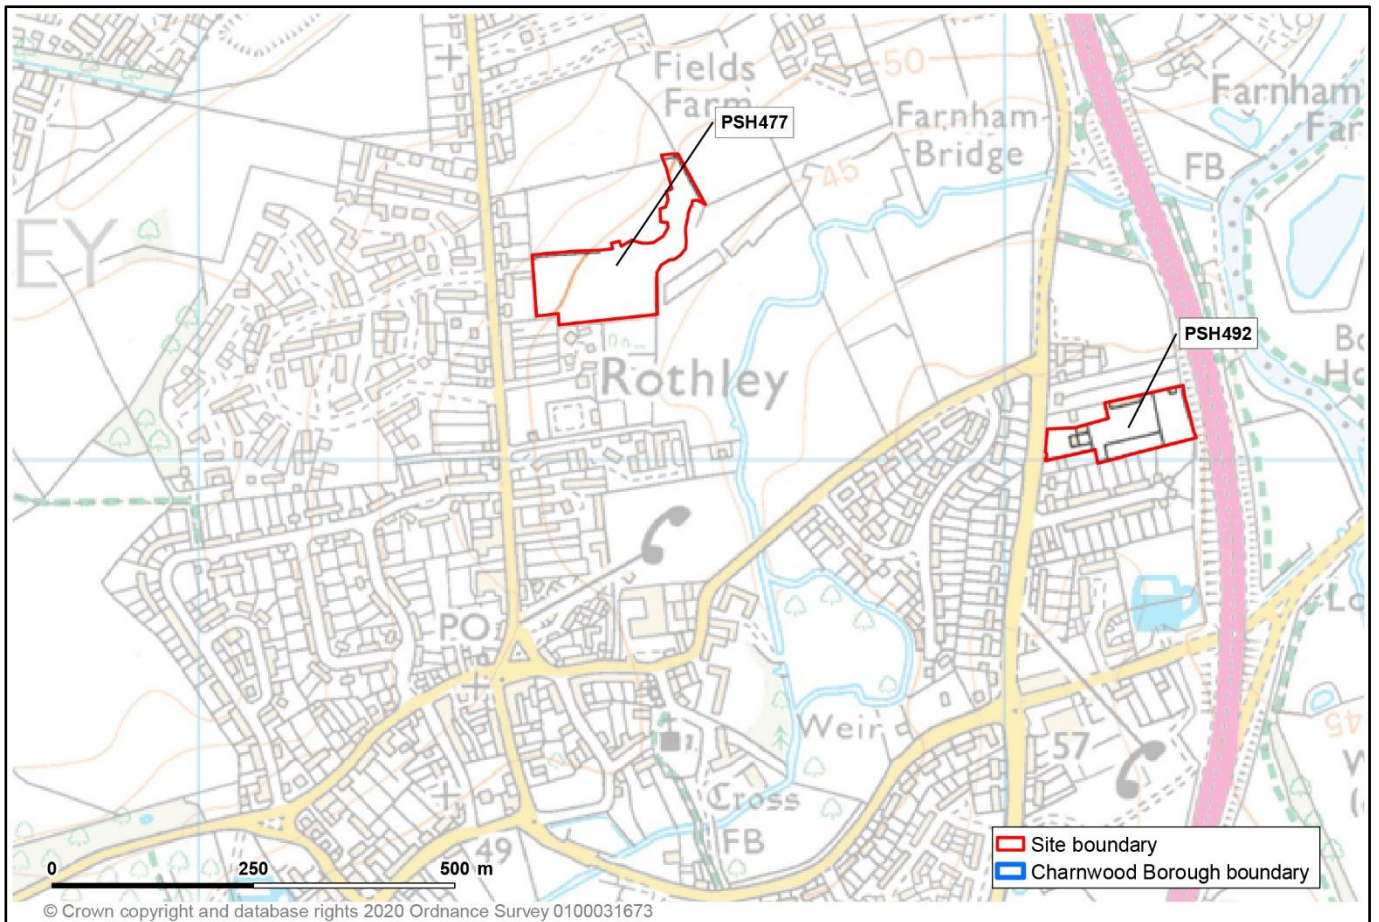 Fields
Farm
PSH477
50
Farnham
Bridge
45
FB
Farnham
Far
EY
PSH492
Rothley
PO
Weir
57
Cross
FB
49
45
Site boundary
Charnwood Borough boundary
0 250 500 m
© Crown copyright and database rights 2020 Ordnance Survey 0100031673